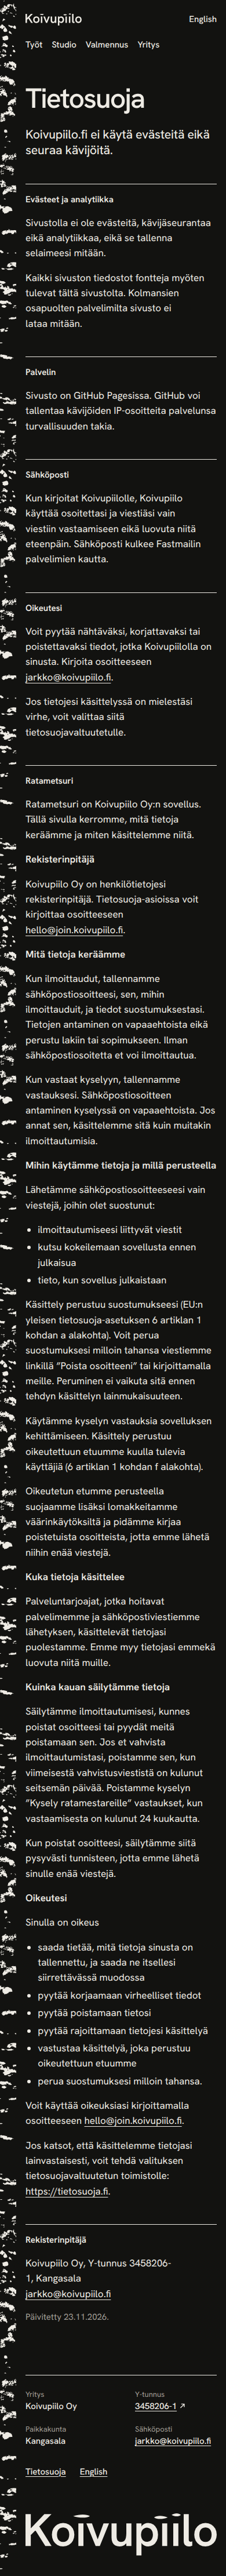 Koivupiilo
English
Työt Studio Valmennus Yritys
Tietosuoja
Koivupiilo.fi ei käytä evästeitä eikä
seuraa kävijöitä.
Evästeet ja analytiikka
Sivustolla ei ole evästeitä, kävijäseurantaa
eikä analytiikkaa, eikä se tallenna
selaimeesi mitään.
Kaikki sivuston tiedostot fontteja myöten
tulevat tältä sivustolta. Kolmansien
osapuolten palvelimilta sivusto ei
lataa mitään.
Palvelin
Sivusto on GitHub Pagesissa. GitHub voi
tallentaa kävijöiden IP-osoitteita palvelunsa
turvallisuuden takia.
Sähköposti
Kun kirjoitat Koivupiilolle, Koivupiilo
käyttää osoitettasi ja viestiäsi vain
viestiin vastaamiseen eikä luovuta niitä
eteenpäin. Sähköposti kulkee Fastmailin
palvelimien kautta.
Oikeutesi
Voit pyytää nähtäväksi, korjattavaksi tai
poistettavaksi tiedot, jotka Koivupiilolla on
sinusta. Kirjoita osoitteeseen
jarkko@koivupiilo.fi.
Jos tietojesi käsittelyssä on mielestäsi
virhe, voit valittaa siitä
tietosuojavaltuutetulle.
Ratametsuri
Ratametsuri on Koivupiilo Oy:n sovellus.
Tällä sivulla kerromme, mitä tietoja
keräämme ja miten käsittelemme niitä.
Rekisterinpitäjä
Koivupiilo Oy on henkilötietojesi
rekisterinpitäjä. Tietosuoja-asioissa voit
kirjoittaa osoitteeseen
hello@join.koivupiilo.fi.
Mitä tietoja keräämme
Kun ilmoittaudut, tallennamme
sähköpostiosoitteesi, sen, mihin
ilmoittauduit, ja tiedot suostumuksestasi.
Tietojen antaminen on vapaaehtoista eikä
perustu lakiin tai sopimukseen. Ilman
sähköpostiosoitetta et voi ilmoittautua.
Kun vastaat kyselyyn, tallennamme
vastauksesi. Sähköpostiosoitteen
antaminen kyselyssä on vapaaehtoista. Jos
annat sen, käsittelemme sitä kuin muitakin
ilmoittautumisia.
Mihin käytämme tietoja ja millä perusteella
Lähetämme sähköpostiosoitteeseesi vain
viestejä, joihin olet suostunut:
• ilmoittautumiseesi liittyvät viestit
• kutsu kokeilemaan sovellusta ennen
julkaisua
• tieto, kun sovellus julkaistaan
Käsittely perustuu suostumukseesi (EU:n
yleisen tietosuoja-asetuksen 6 artiklan 1
kohdan a alakohta). Voit perua
suostumuksesi milloin tahansa viestiemme
linkillä ”Poista osoitteeni” tai kirjoittamalla
meille. Peruminen ei vaikuta sitä ennen
tehdyn käsittelyn lainmukaisuuteen.
Käytämme kyselyn vastauksia sovelluksen
kehittämiseen. Käsittely perustuu
oikeutettuun etuumme kuulla tulevia
käyttäjiä (6 artiklan 1 kohdan f alakohta).
Oikeutetun etumme perusteella
suojaamme lisäksi lomakkeitamme
väärinkäytöksiltä ja pidämme kirjaa
poistetuista osoitteista, jotta emme lähetä
niihin enää viestejä.
Kuka tietoja käsittelee
Palveluntarjoajat, jotka hoitavat
palvelimemme ja sähköpostiviestiemme
lähetyksen, käsittelevät tietojasi
puolestamme. Emme myy tietojasi emmekä
luovuta niitä muille.
Kuinka kauan säilytämme tietoja
Säilytämme ilmoittautumisesi, kunnes
poistat osoitteesi tai pyydät meitä
poistamaan sen. Jos et vahvista
ilmoittautumistasi, poistamme sen, kun
viimeisestä vahvistusviestistä on kulunut
seitsemän päivää. Poistamme kyselyn
”Kysely ratamestareille” vastaukset, kun
vastaamisesta on kulunut 24 kuukautta.
Kun poistat osoitteesi, säilytämme siitä
pysyvästi tunnisteen, jotta emme lähetä
sinulle enää viestejä.
Oikeutesi
Sinulla on oikeus
• saada tietää, mitä tietoja sinusta on
tallennettu, ja saada ne itsellesi
siirrettävässä muodossa
• pyytää korjaamaan virheelliset tiedot
• pyytää poistamaan tietosi
• pyytää rajoittamaan tietojesi käsittelyä
• vastustaa käsittelyä, joka perustuu
oikeutettuun etuumme
• perua suostumuksesi milloin tahansa.
Voit käyttää oikeuksiasi kirjoittamalla
osoitteeseen hello@join.koivupiilo.fi.
Jos katsot, että käsittelemme tietojasi
lainvastaisesti, voit tehdä valituksen
tietosuojavaltuutetun toimistolle:
https://tietosuoja.fi.
Rekisterinpitäjä
Koivupiilo Oy, Y-tunnus 3458206-
1, Kangasala
jarkko@koivupiilo.fi
Päivitetty 23.11.2026.
Yritys
Koivupiilo Oy
Y-tunnus
3458206-1 ↗
Paikkakunta
Kangasala
Sähköposti
jarkko@koivupiilo.fi
Tietosuoja English
Koivupiilo